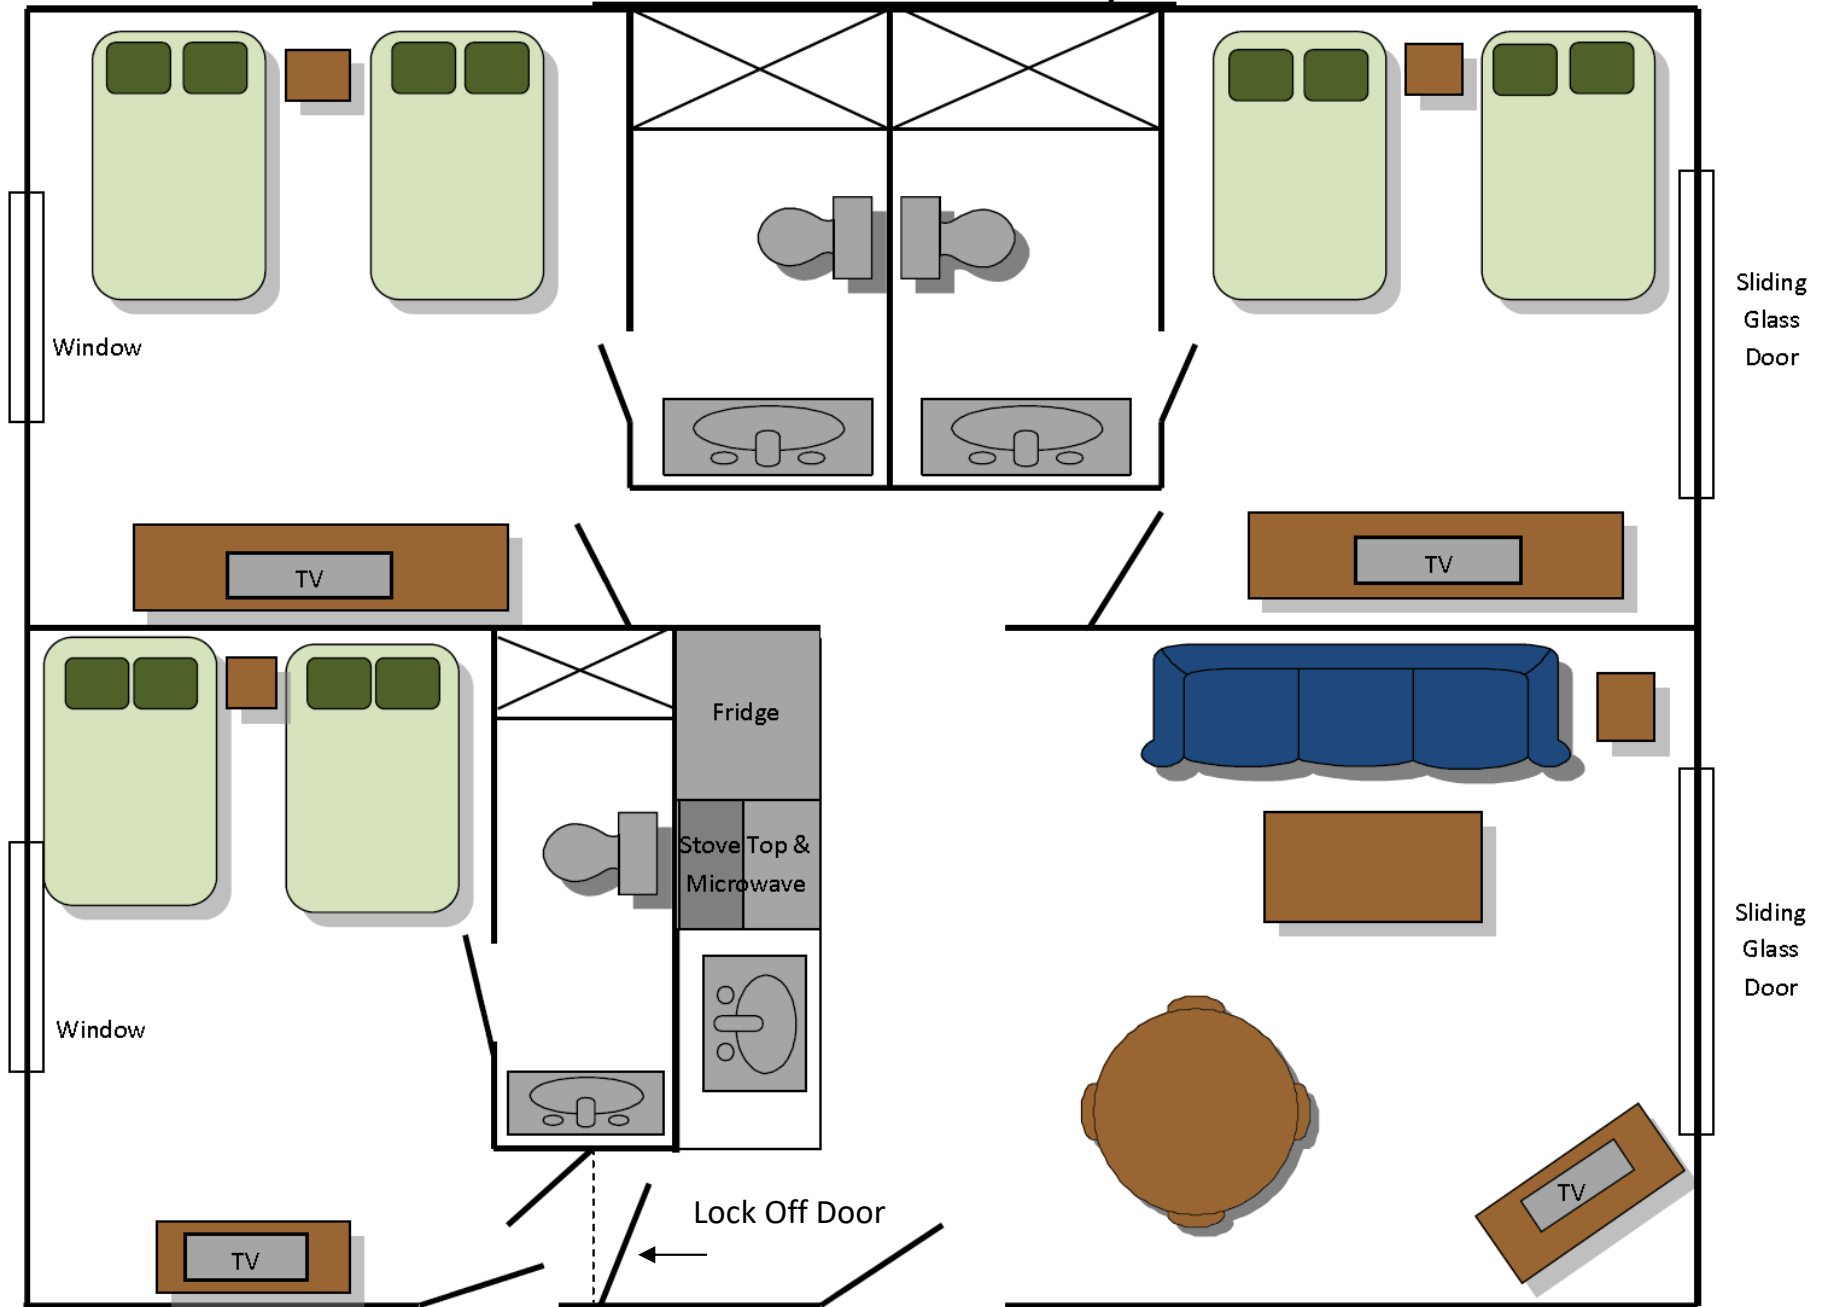 Window
Sliding
Glass
Door
TV
TV
Fridge
Stove Top &
Microwave
Sliding
Glass
Door
Window
TV
Lock Off Door
TV